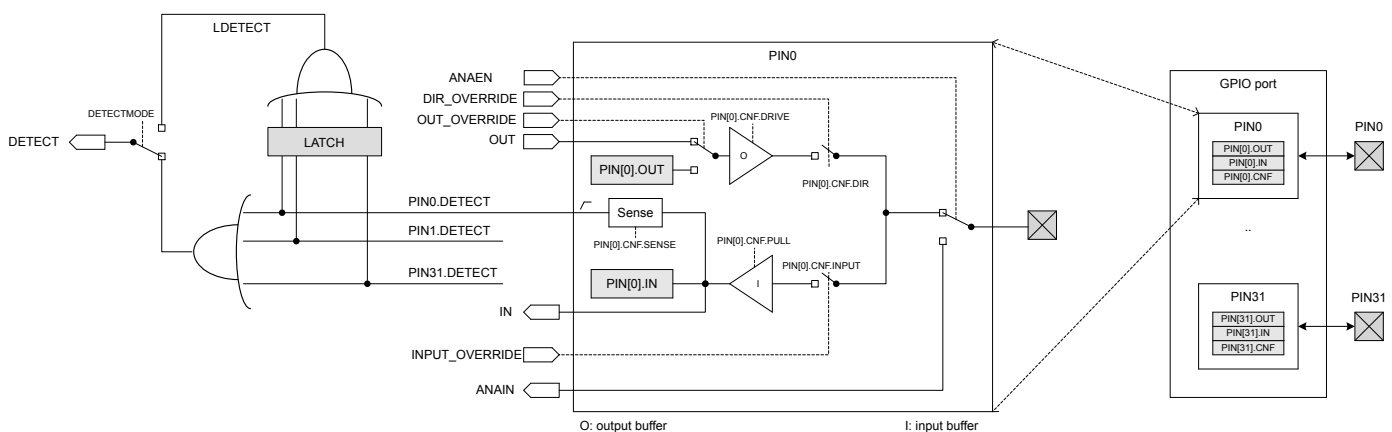 LDETECT
PIN0
GPIO port
ANAEN
DETECTMODE
DIR_OVERRIDE
OUT_OVERRIDE
PIN[0].CNF.DRIVE
PIN0
PIN0
DETECT
LATCH
OUT
O
PIN[0].OUT
PIN[0].IN
PIN[0].CNF
PIN[0].OUT
PIN[0].CNF.DIR
PIN0.DETECT
Sense
PIN1.DETECT
PIN[0].CNF.SENSE
PIN[0].CNF.PULL
..
PIN[0].CNF.INPUT
PIN31.DETECT
PIN[0].IN
I
PIN31
PIN31
IN
PIN[31].OUT
PIN[31].IN
PIN[31].CNF
INPUT_OVERRIDE
ANAIN
O: output buffer
I: input buffer